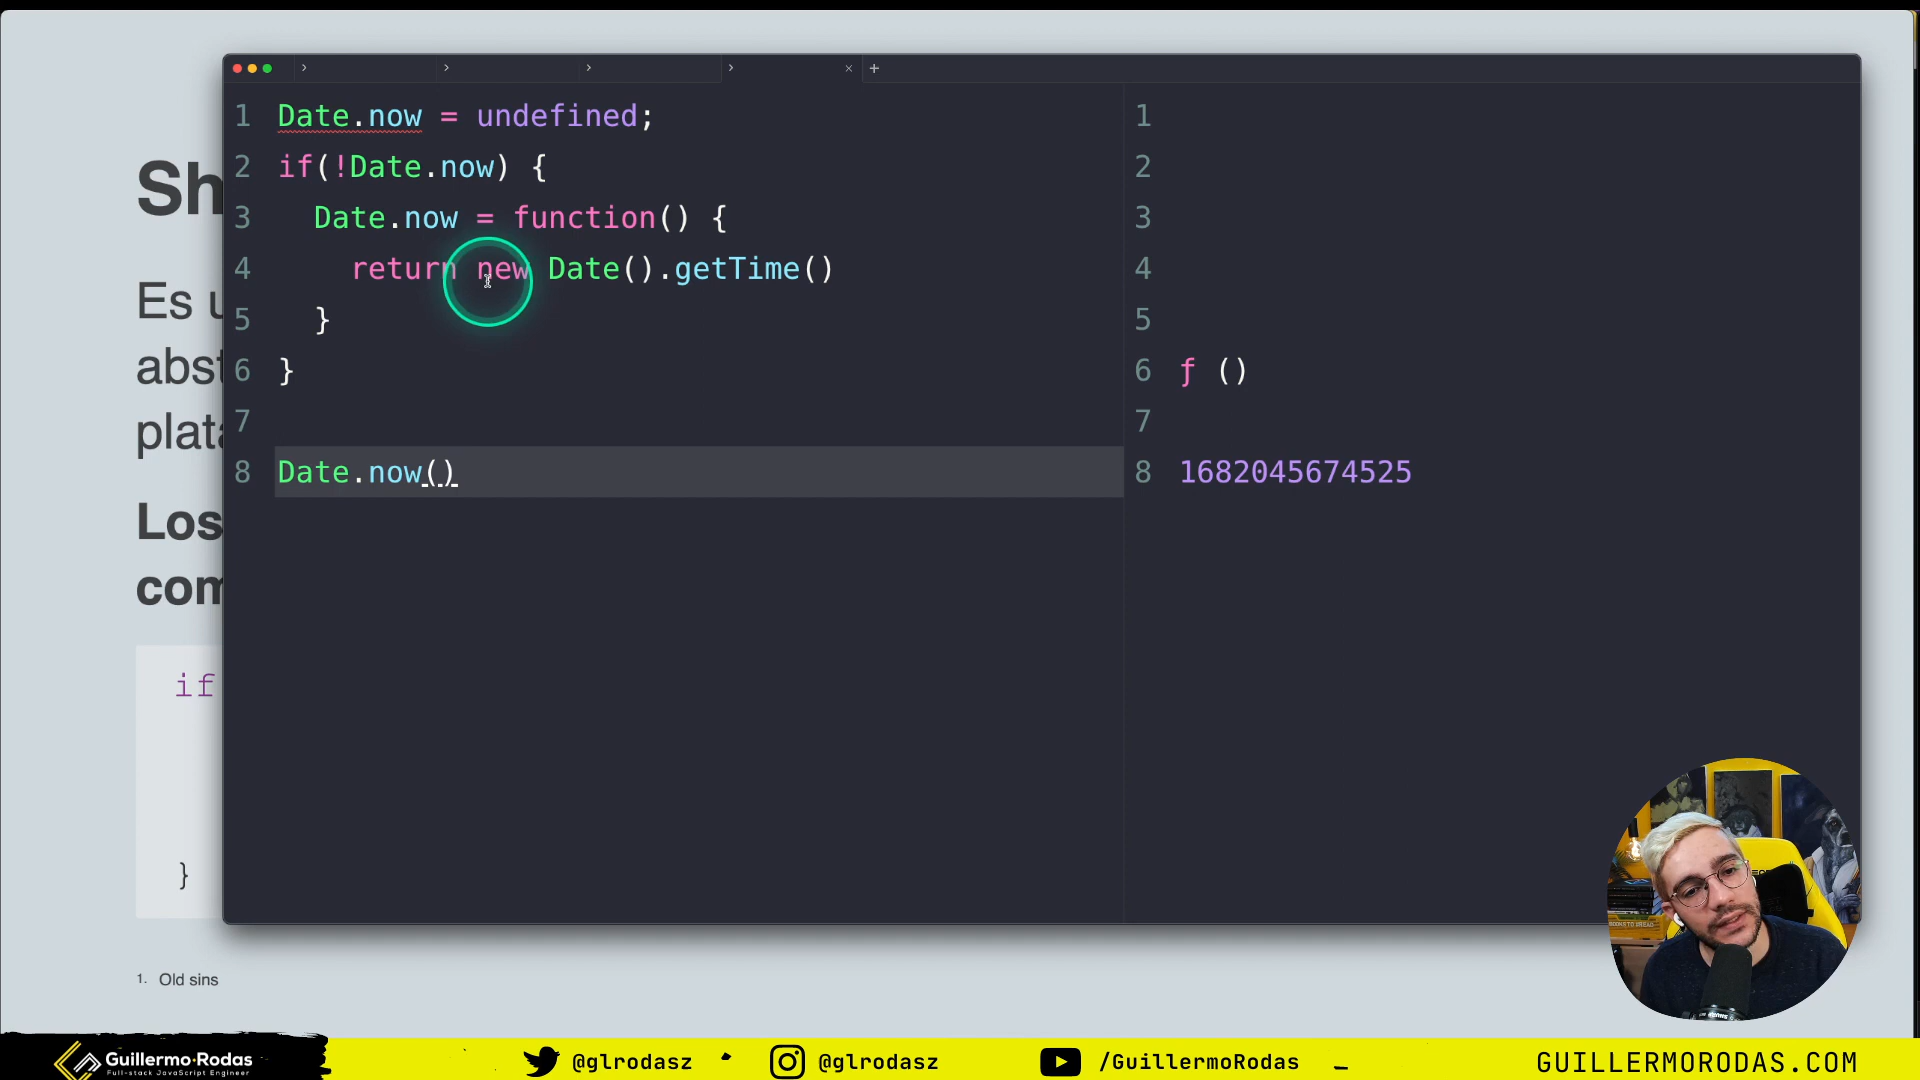 Sh
Es u
abst
plata
Los
com
if
}
1. Old sins
1 Date.now = undefined;
2 if(!Date.now) {
3 Date.now = function() {
4 return new Date().getTime()
5 }
6 }
7
8 Date.now()
1
2
3
4
5
6 ƒ ()
7
8 1682045674525
Guillermo·Rodas
Full-stack JavaScript Engineer
@glrodasz
@glrodasz
/GuillermoRodas
GUILLERMORODAS.COM